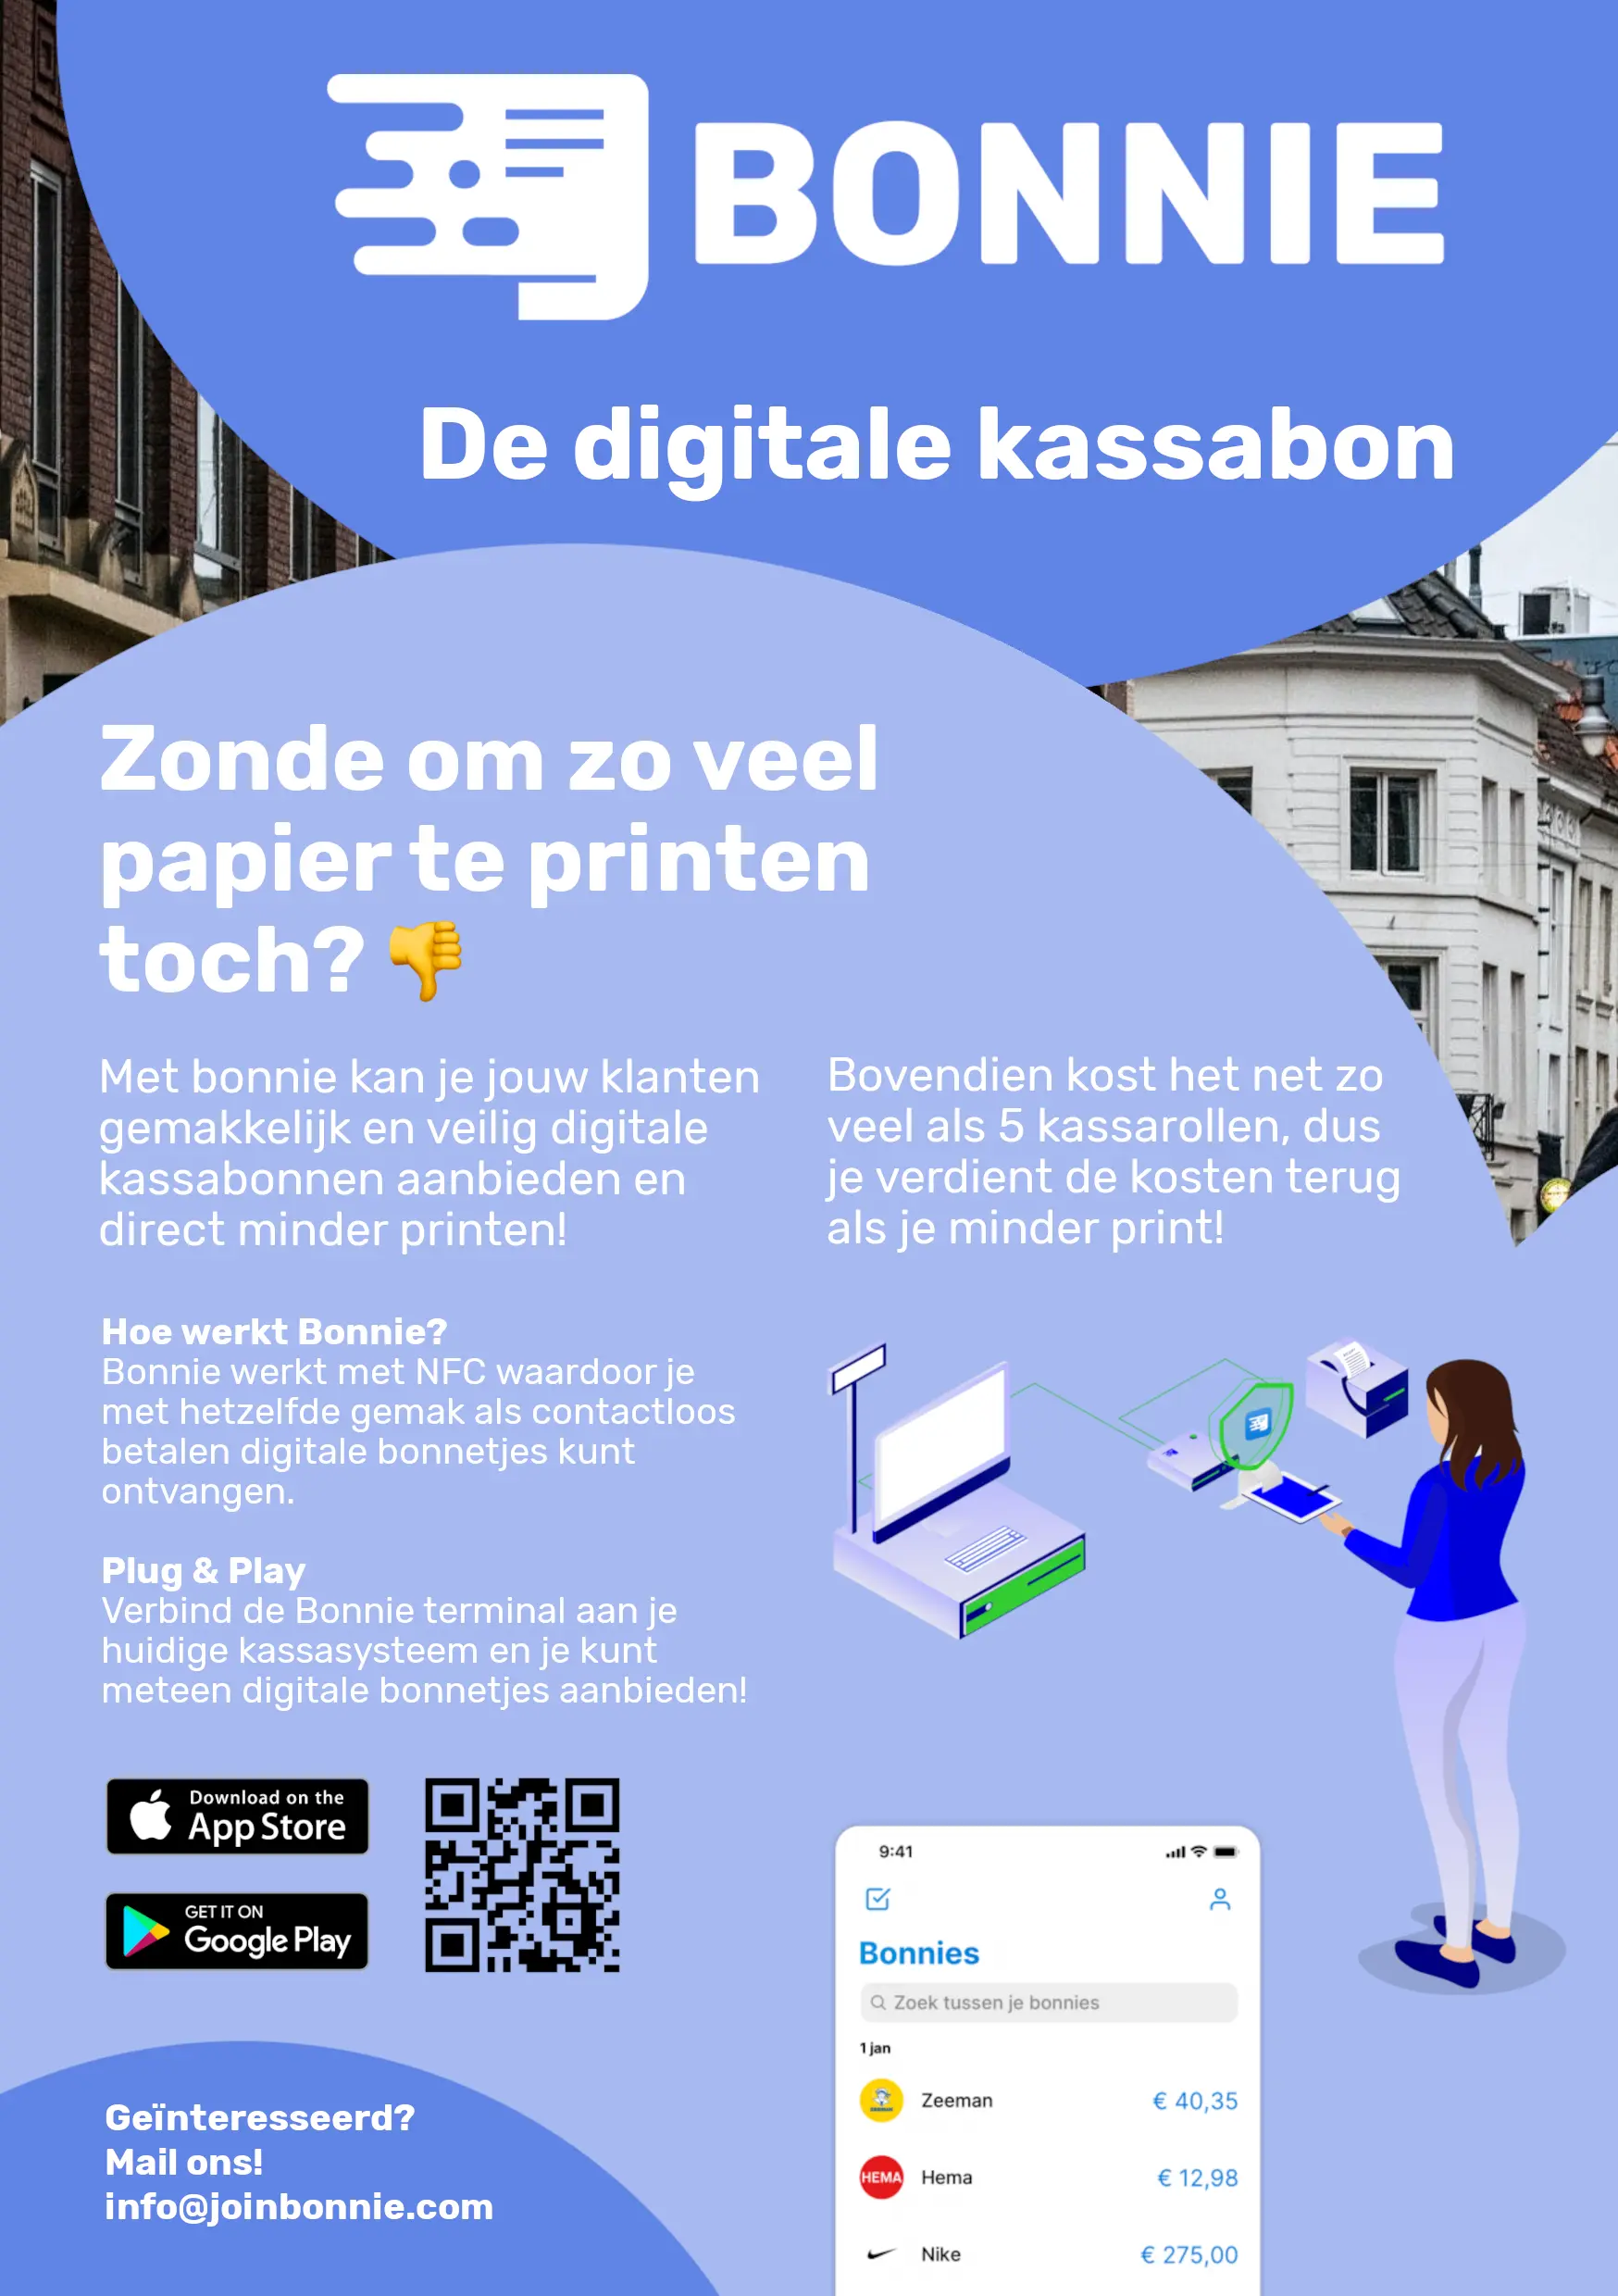 BONNIE
De digitale kassabon
Zonde om zo veel
papier te printen
toch? 👎
Met bonnie kan je jouw klanten
gemakkelijk en veilig digitale
kassabonnen aanbieden en
direct minder printen!
Bovendien kost het net zo
veel als 5 kassarollen, dus
je verdient de kosten terug
als je minder print!
Hoe werkt Bonnie?
Bonnie werkt met NFC waardoor je
met hetzelfde gemak als contactloos
betalen digitale bonnetjes kunt
ontvangen.
Plug & Play
Verbind de Bonnie terminal aan je
huidige kassasysteem en je kunt
meteen digitale bonnetjes aanbieden!
Download on the
App Store
GET IT ON
Google Play
Geïnteresseerd?
Mail ons!
info@joinbonnie.com
9:41
Bonnies
Zoek tussen je bonnies
1 jan
ZEEMAN
Zeeman € 40,35
HEMA
Hema € 12,98
Nike € 275,00